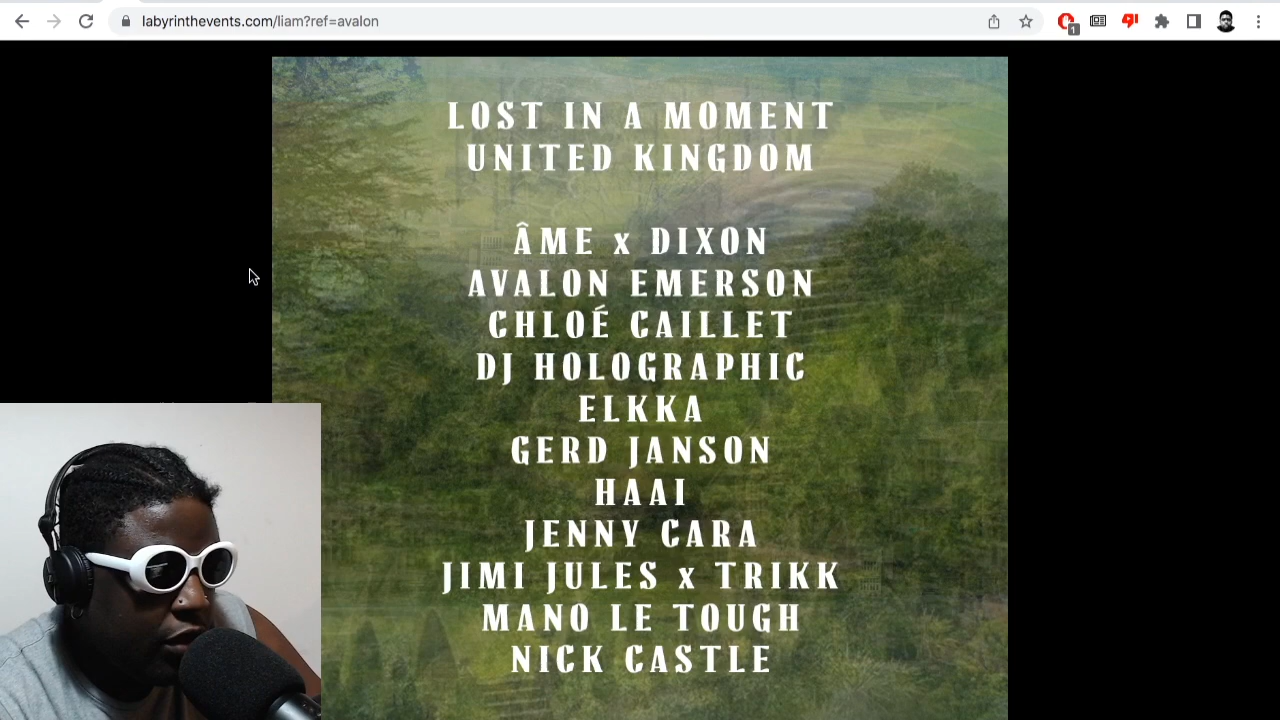 labyrinthevents.com/liam?ref=avalon
1
LOST IN A MOMENT
UNITED KINGDOM
ÂME x DIXON
AVALON EMERSON
CHLOÉ CAILLET
DJ HOLOGRAPHIC
ELKKA
GERD JANSON
HAAI
JENNY CARA
JIMI JULES x TRIKK
MANO LE TOUGH
NICK CASTLE